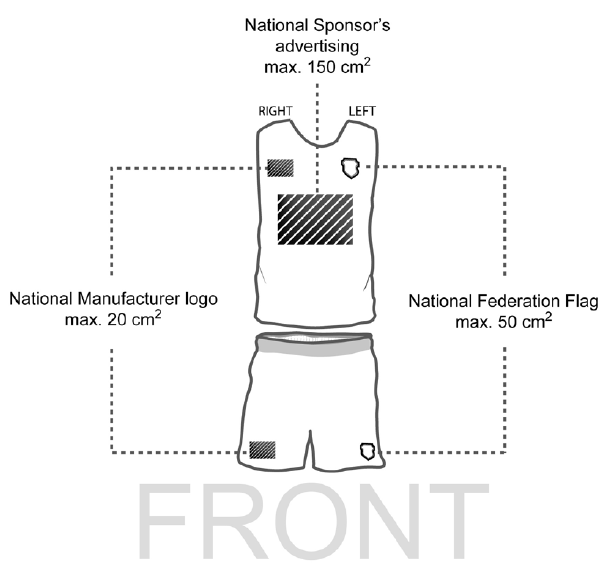 National Sponsor's
advertising
max. 150 cm²
RIGHT LEFT
National Manufacturer logo
max. 20 cm²
National Federation Flag
max. 50 cm²
FRONT